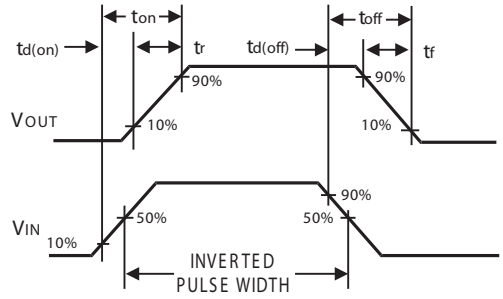 ton
toff
td(on)
tr
td(off)
tf
90%
90%
VOUT
10%
10%
90%
VIN
50%
50%
10%
INVERTED
PULSE WIDTH